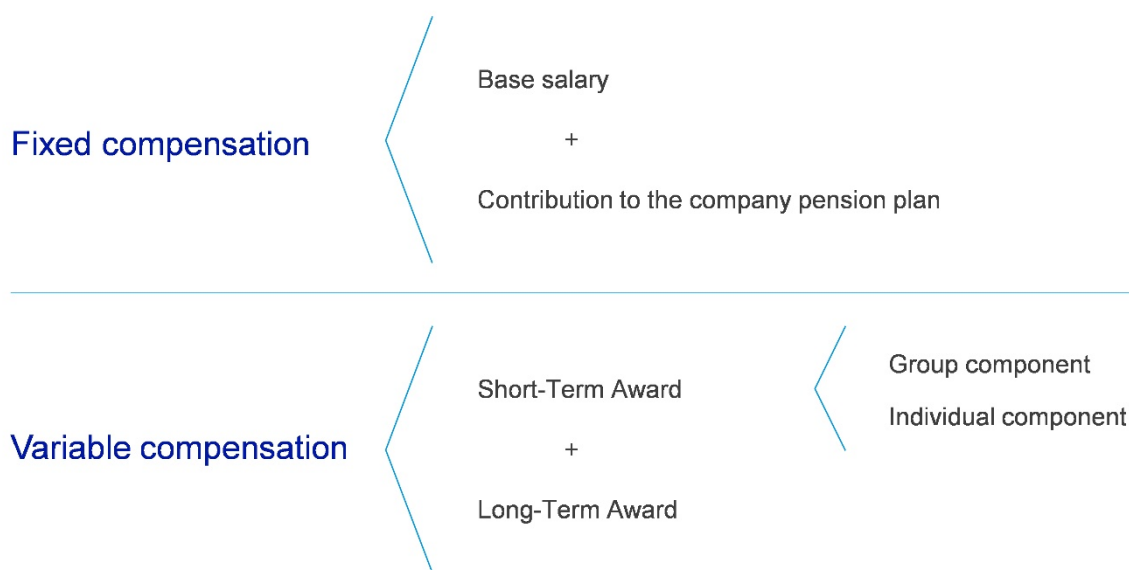 Fixed compensation
Base salary
+
Contribution to the company pension plan
Variable compensation
Short-Term Award
+
Long-Term Award
Group component
Individual component